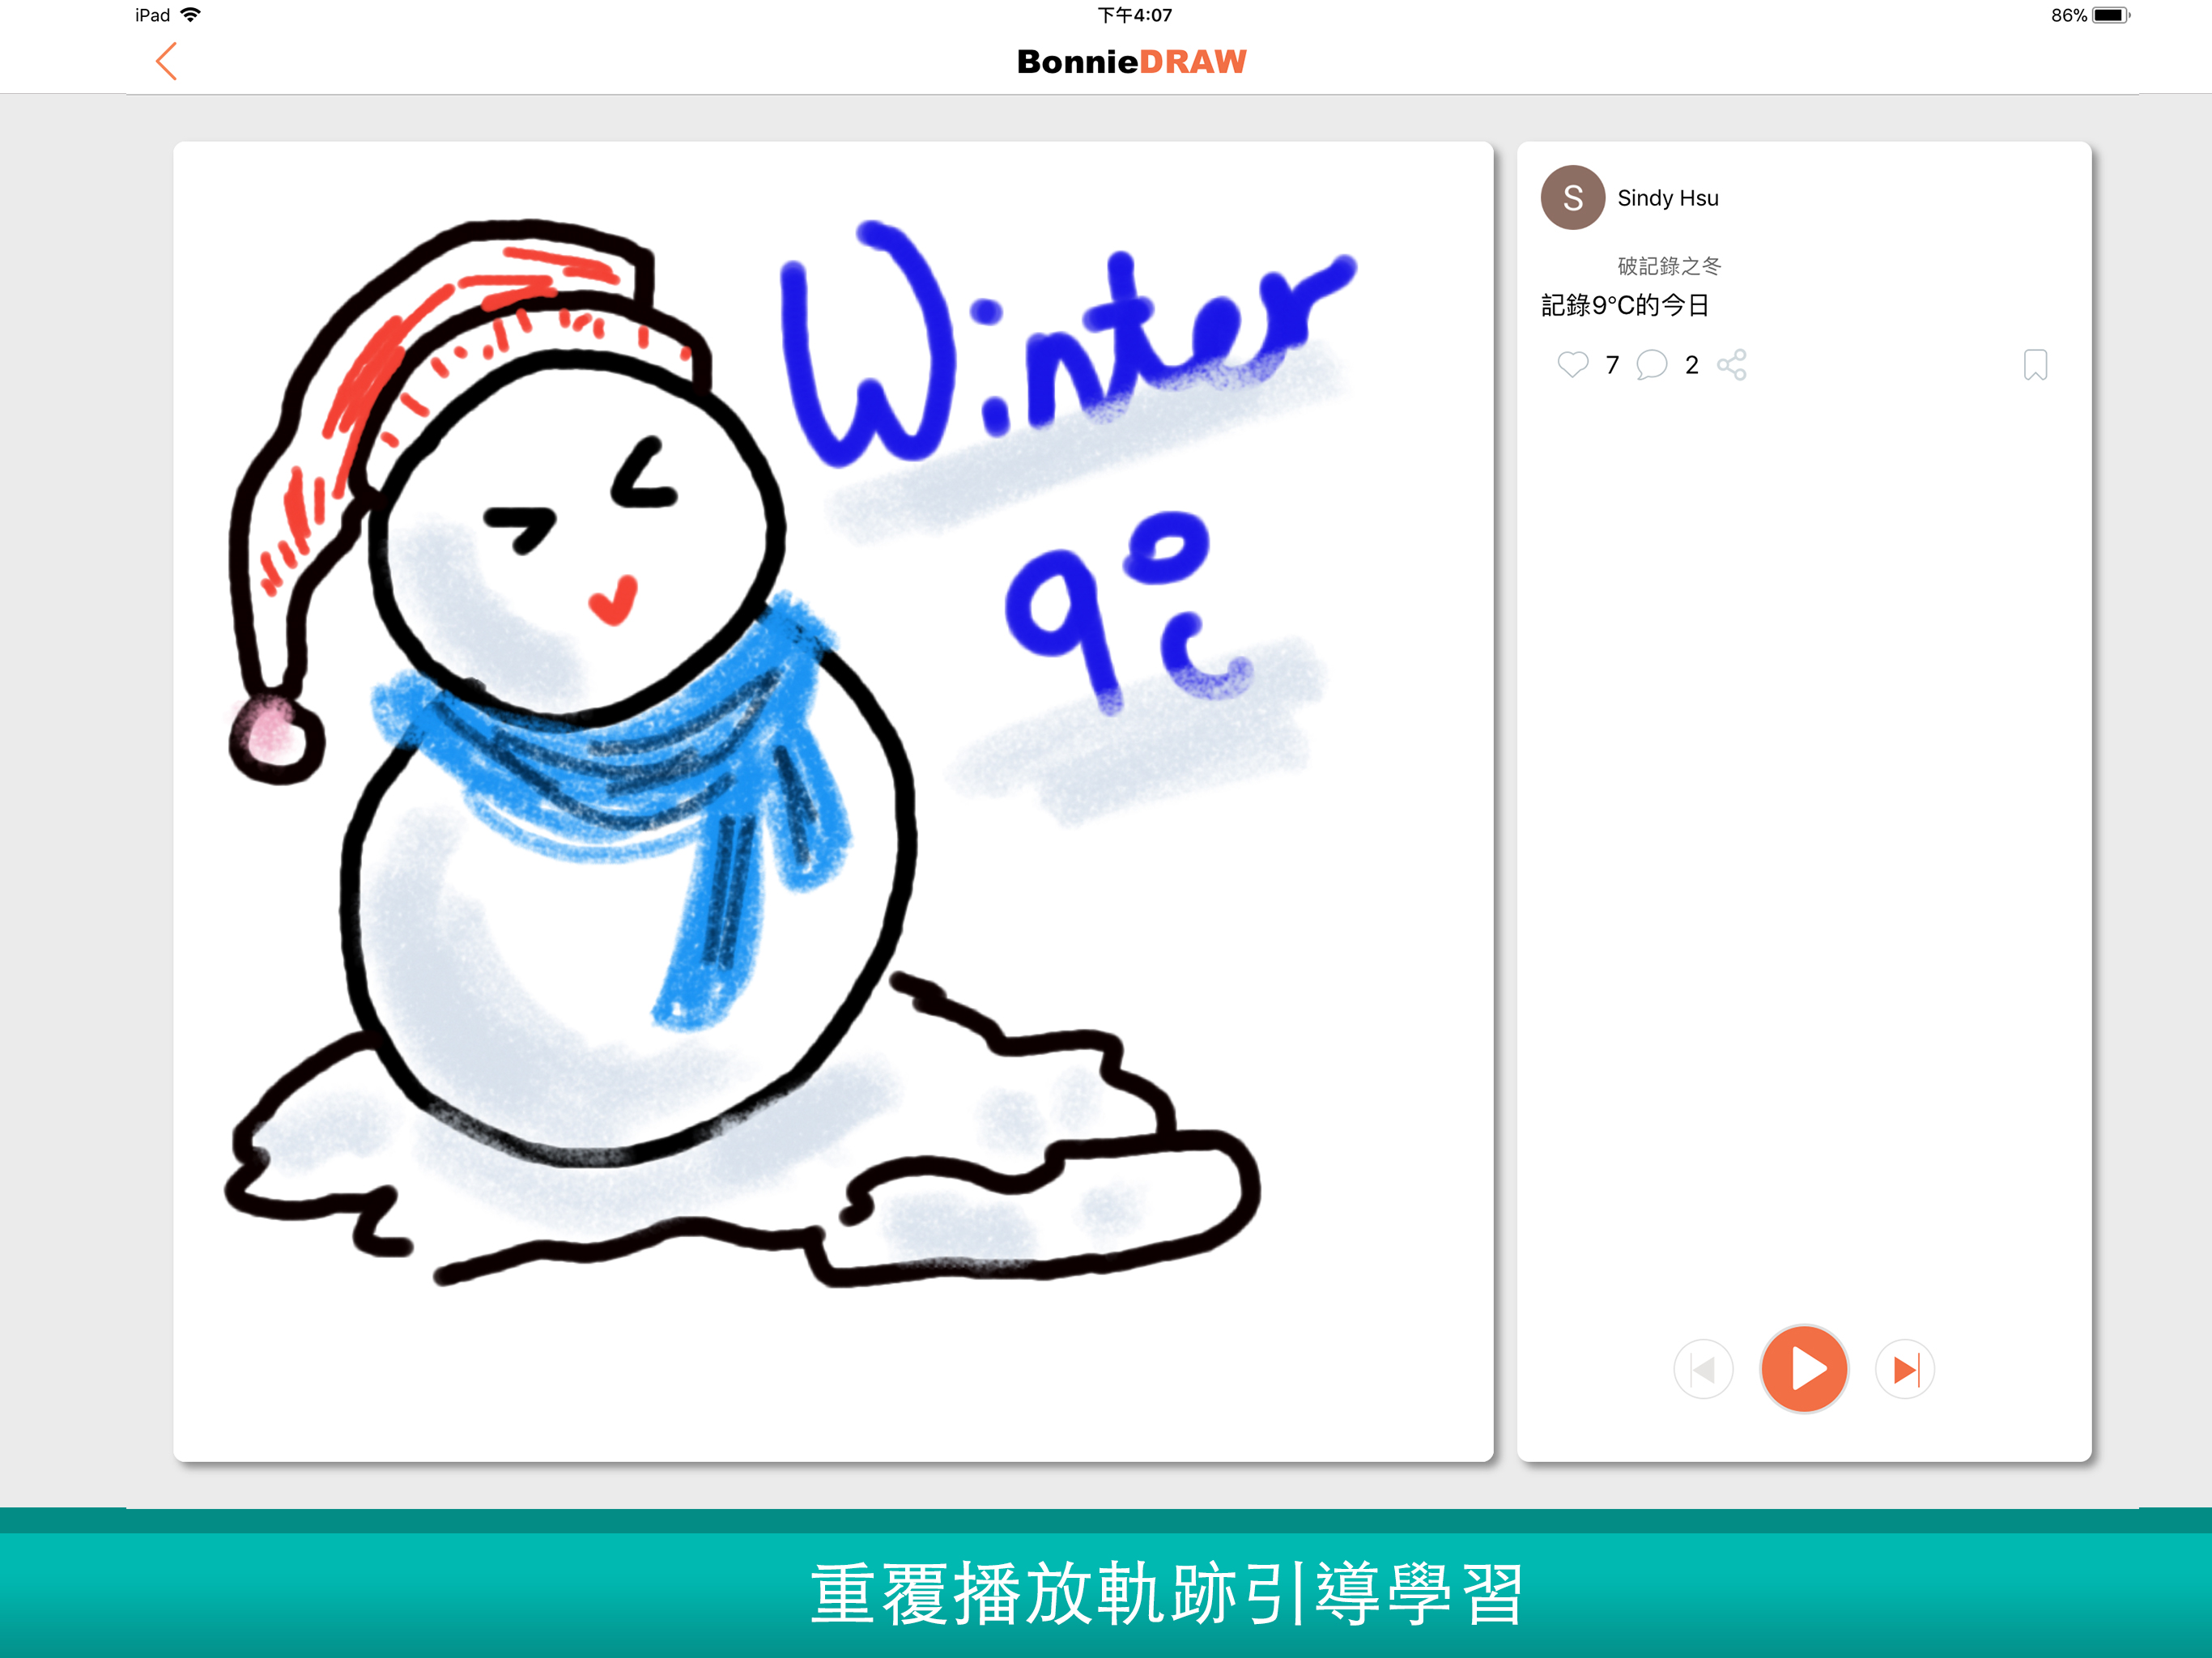 iPad
下午4:07
86%
BonnieDRAW
Winter
9°c
S
Sindy Hsu
破記錄之冬
記錄9°C的今日
7 2
重覆播放軌跡引導學習